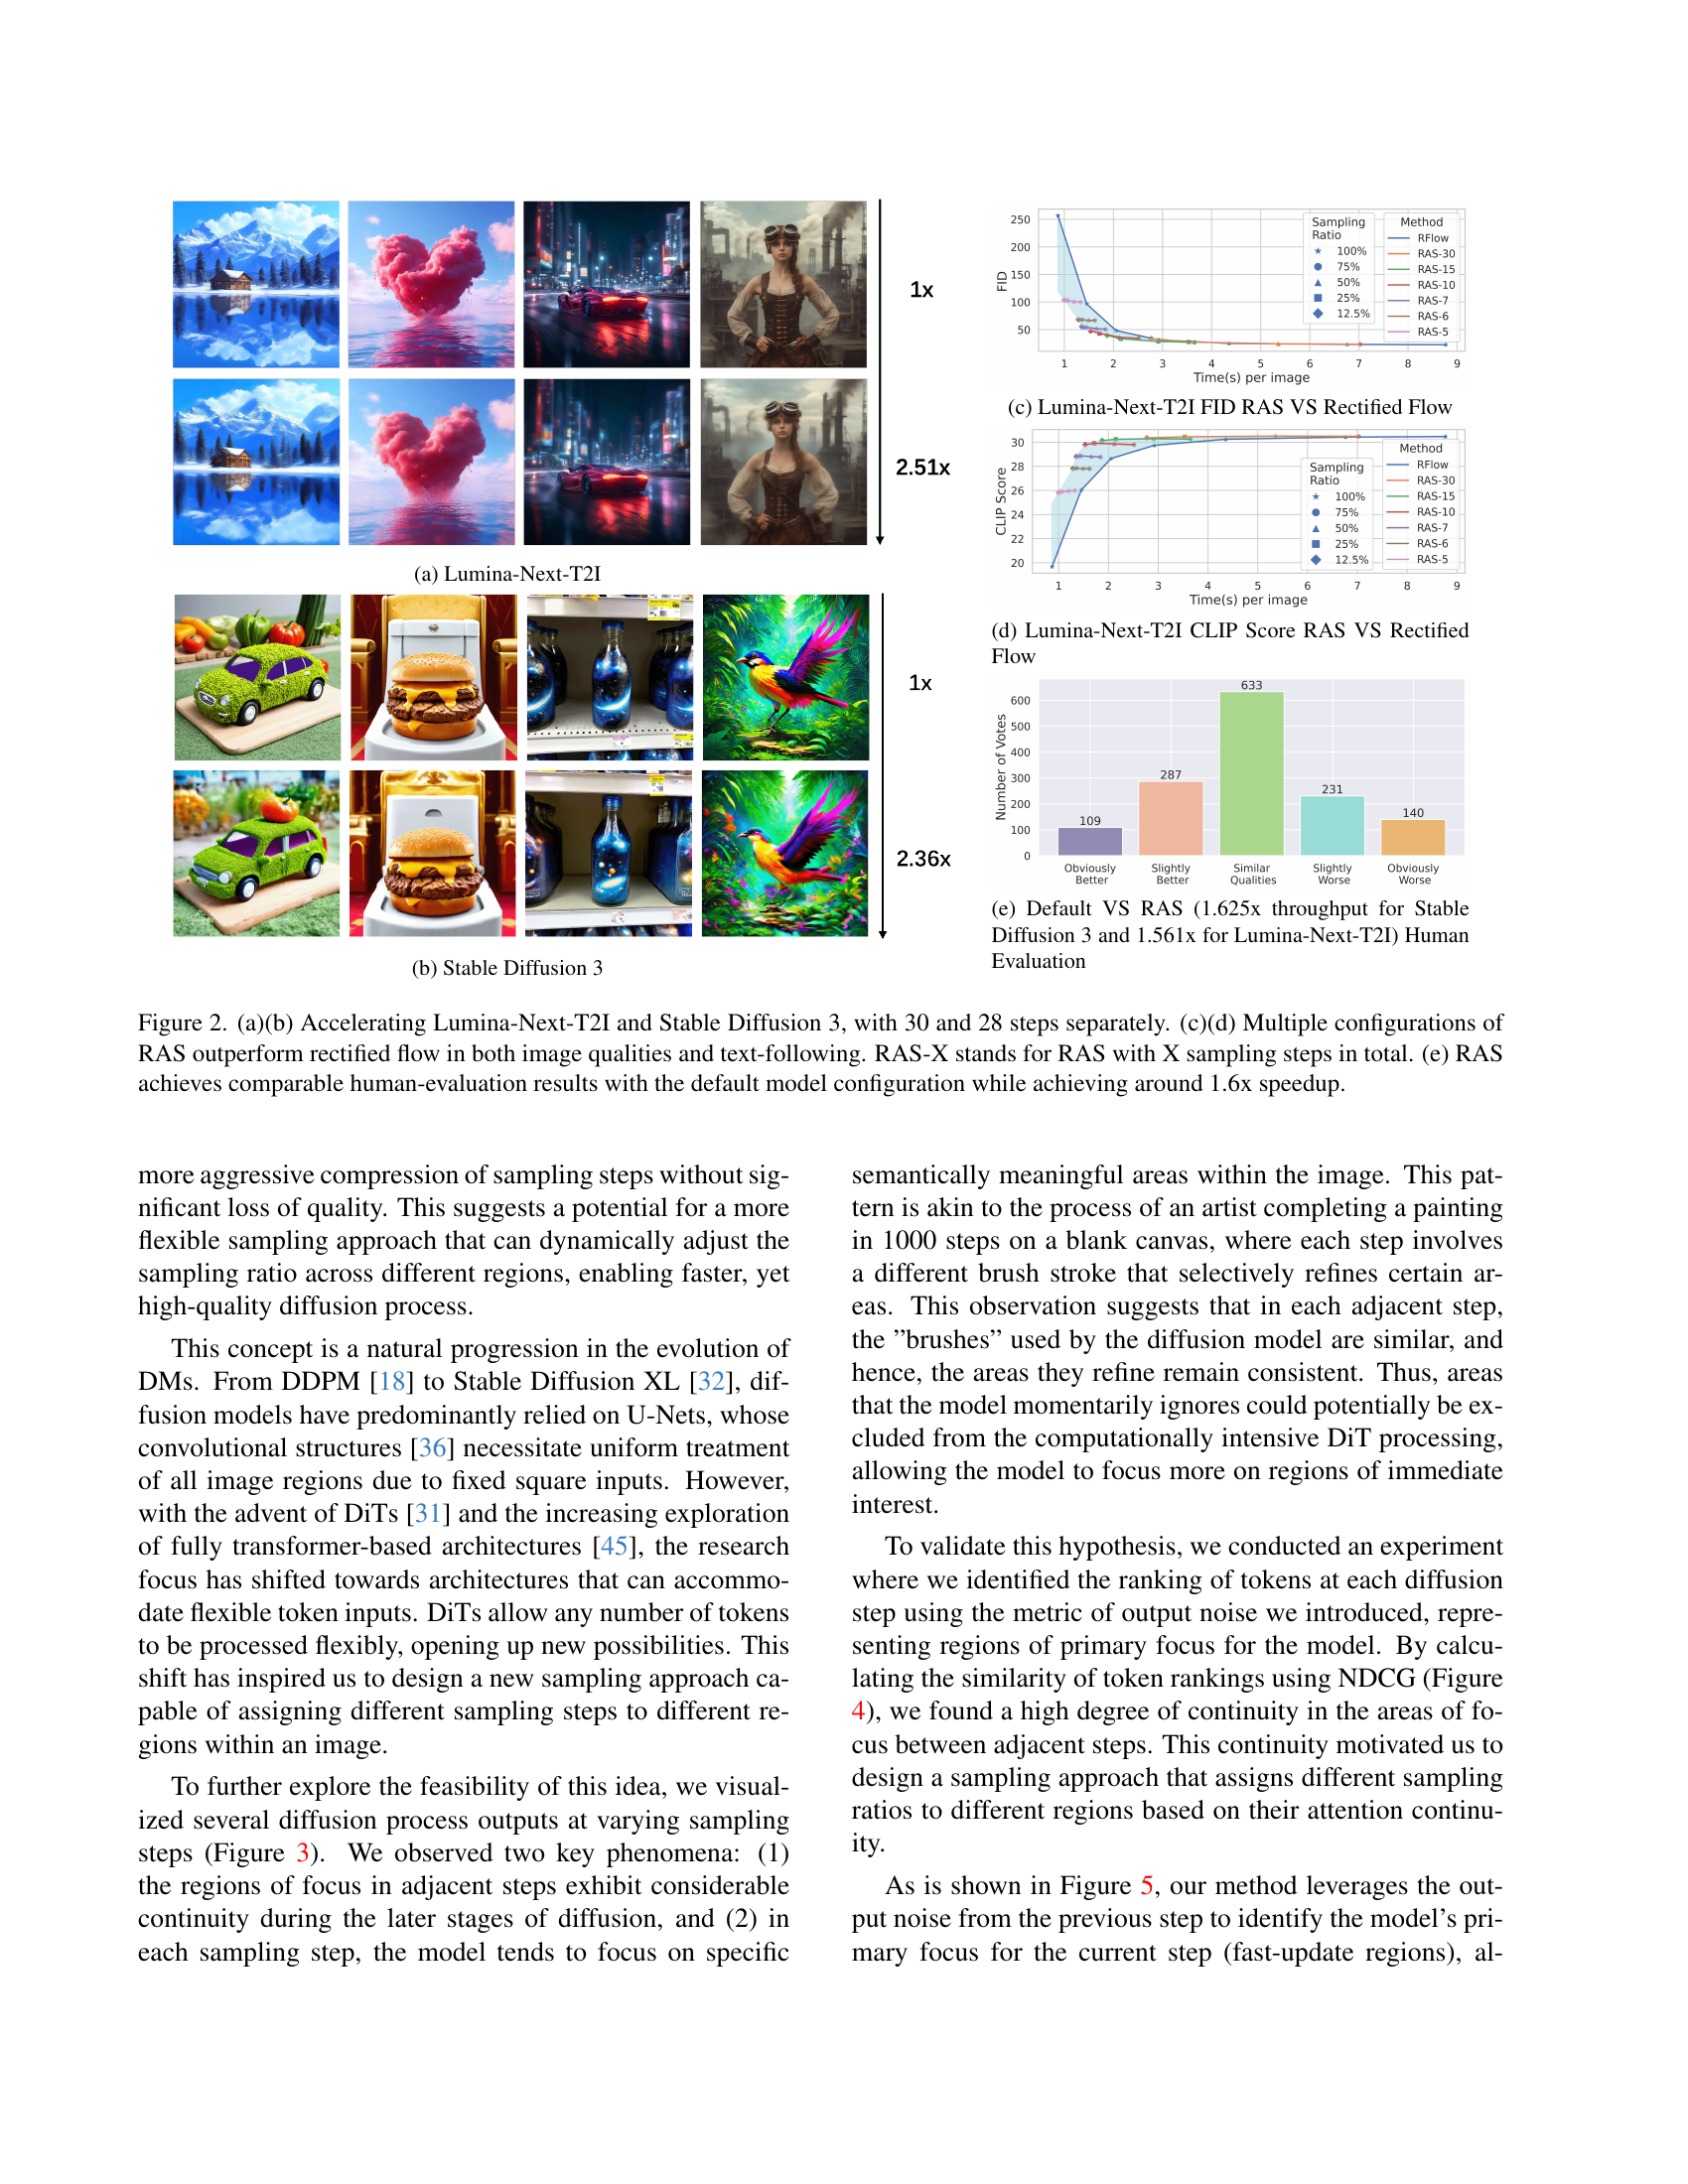 1x
2.51x
(a) Lumina-Next-T2I
1x
2.36x
(b) Stable Diffusion 3
250
200
150
100
50
FID
1 2 3 4 5 6 7 8 9
Time(s) per image
Sampling
Ratio
100%
75%
50%
25%
12.5%
Method
RFlow
RAS-30
RAS-15
RAS-10
RAS-7
RAS-6
RAS-5
(c) Lumina-Next-T2I FID RAS VS Rectified Flow
30
28
26
24
22
20
CLIP Score
1 2 3 4 5 6 7 8 9
Time(s) per image
Sampling
Ratio
100%
75%
50%
25%
12.5%
Method
RFlow
RAS-30
RAS-15
RAS-10
RAS-7
RAS-6
RAS-5
(d) Lumina-Next-T2I CLIP Score RAS VS Rectified
Flow
600
500
400
300
200
100
0
Number of Votes
109
287
633
231
140
Obviously
Better
Slightly
Better
Similar
Qualities
Slightly
Worse
Obviously
Worse
(e) Default VS RAS (1.625x throughput for Stable
Diffusion 3 and 1.561x for Lumina-Next-T2I) Human
Evaluation
Figure 2. (a)(b) Accelerating Lumina-Next-T2I and Stable Diffusion 3, with 30 and 28 steps separately. (c)(d) Multiple configurations of
RAS outperform rectified flow in both image qualities and text-following. RAS-X stands for RAS with X sampling steps in total. (e) RAS
achieves comparable human-evaluation results with the default model configuration while achieving around 1.6x speedup.
more aggressive compression of sampling steps without sig-
nificant loss of quality. This suggests a potential for a more
flexible sampling approach that can dynamically adjust the
sampling ratio across different regions, enabling faster, yet
high-quality diffusion process.
This concept is a natural progression in the evolution of
DMs. From DDPM [18] to Stable Diffusion XL [32], dif-
fusion models have predominantly relied on U-Nets, whose
convolutional structures [36] necessitate uniform treatment
of all image regions due to fixed square inputs. However,
with the advent of DiTs [31] and the increasing exploration
of fully transformer-based architectures [45], the research
focus has shifted towards architectures that can accommo-
date flexible token inputs. DiTs allow any number of tokens
to be processed flexibly, opening up new possibilities. This
shift has inspired us to design a new sampling approach ca-
pable of assigning different sampling steps to different re-
gions within an image.
To further explore the feasibility of this idea, we visual-
ized several diffusion process outputs at varying sampling
steps (Figure 3). We observed two key phenomena: (1)
the regions of focus in adjacent steps exhibit considerable
continuity during the later stages of diffusion, and (2) in
each sampling step, the model tends to focus on specific
semantically meaningful areas within the image. This pat-
tern is akin to the process of an artist completing a painting
in 1000 steps on a blank canvas, where each step involves
a different brush stroke that selectively refines certain ar-
eas. This observation suggests that in each adjacent step,
the ”brushes” used by the diffusion model are similar, and
hence, the areas they refine remain consistent. Thus, areas
that the model momentarily ignores could potentially be ex-
cluded from the computationally intensive DiT processing,
allowing the model to focus more on regions of immediate
interest.
To validate this hypothesis, we conducted an experiment
where we identified the ranking of tokens at each diffusion
step using the metric of output noise we introduced, repre-
senting regions of primary focus for the model. By calcu-
lating the similarity of token rankings using NDCG (Figure
4), we found a high degree of continuity in the areas of fo-
cus between adjacent steps. This continuity motivated us to
design a sampling approach that assigns different sampling
ratios to different regions based on their attention continu-
ity.
As is shown in Figure 5, our method leverages the out-
put noise from the previous step to identify the model's pri-
mary focus for the current step (fast-update regions), al-